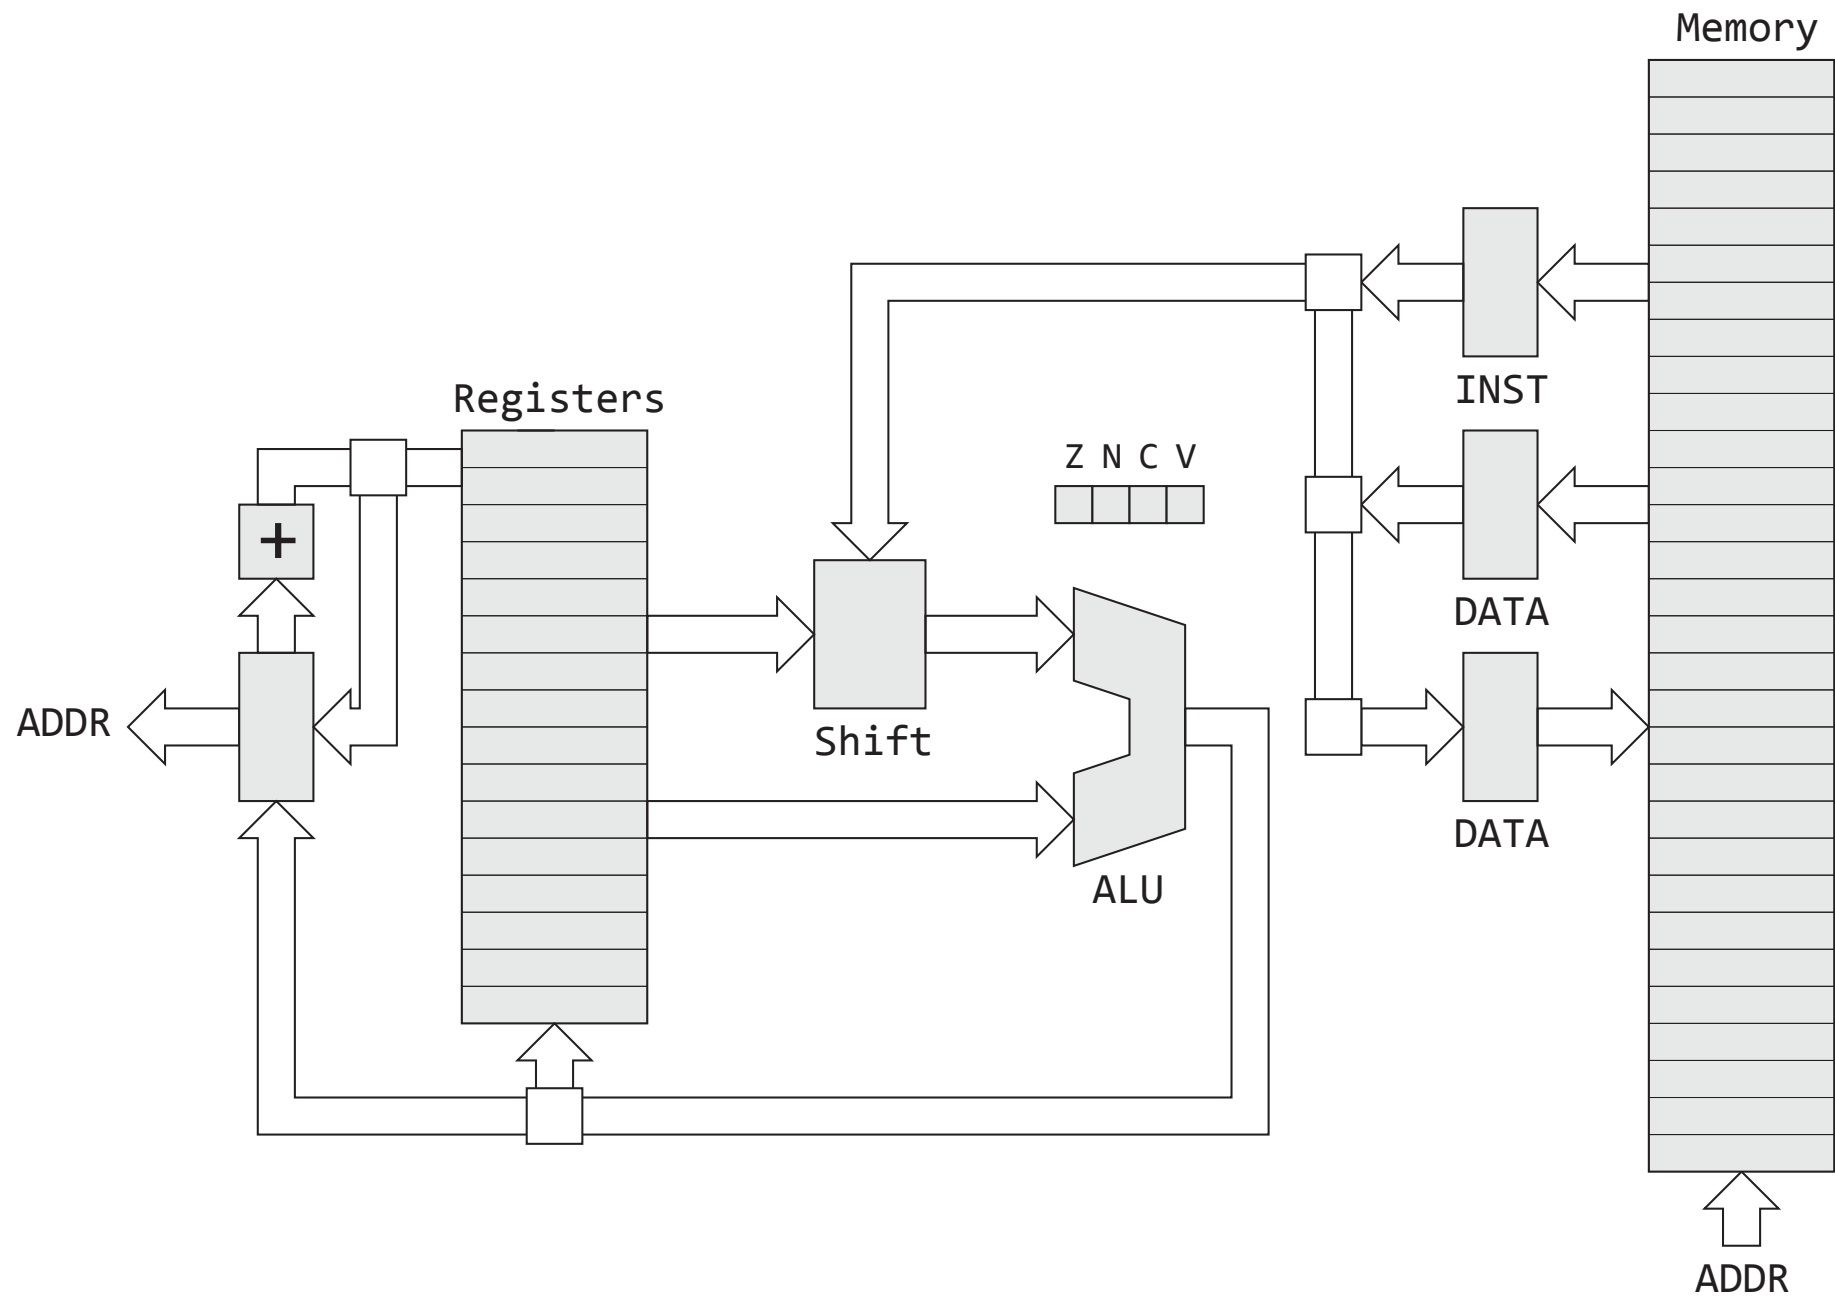 Memory
INST
Registers
Z N C V
+
DATA
ADDR
Shift
DATA
ALU
ADDR